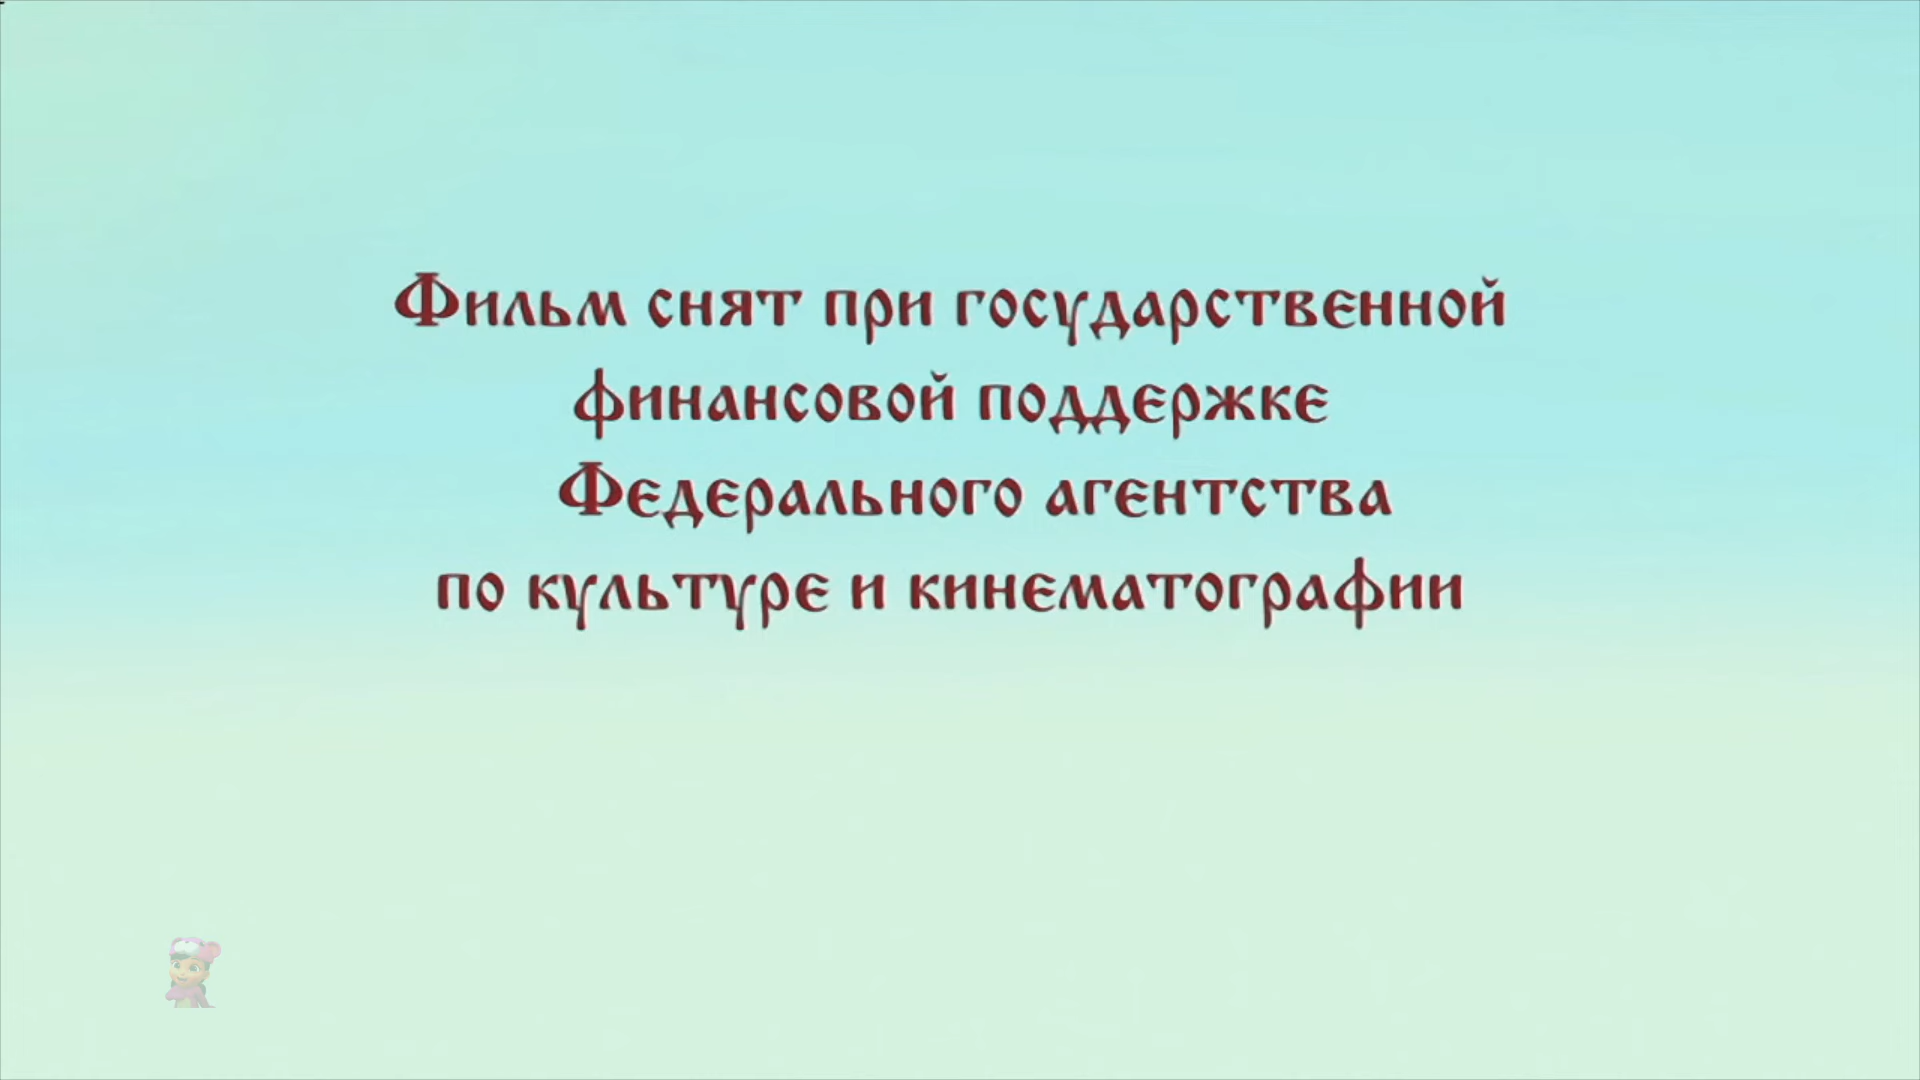 Фильм снят при государственной
финансовой поддержке
Федерального агентства
по культуре и кинематографии